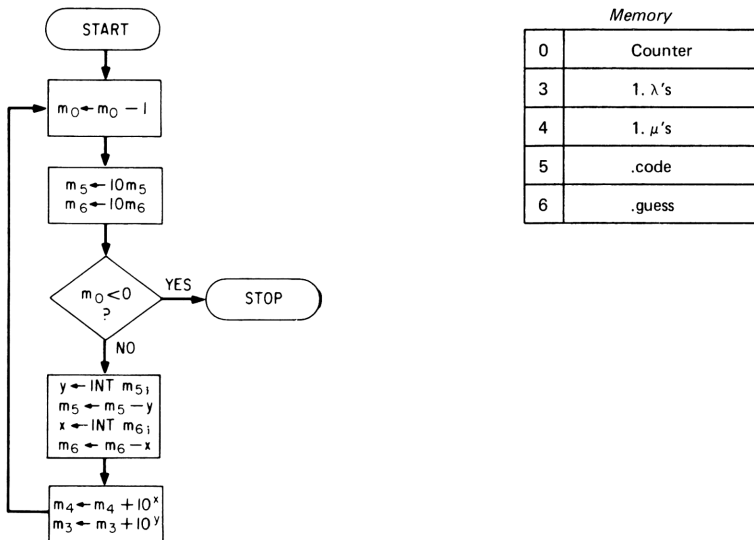 START
m₀ ← m₀ − 1
m₅ ← 10m₅
m₆ ← 10m₆
m₀ < 0
?
YES
STOP
NO
y ← INT m₅;
m₅ ← m₅ − y
x ← INT m₆;
m₆ ← m₆ − x
m₄ ← m₄ + 10ˣ
m₃ ← m₃ + 10ʸ
Memory
0 Counter
3 1. λ's
4 1. μ's
5 .code
6 .guess